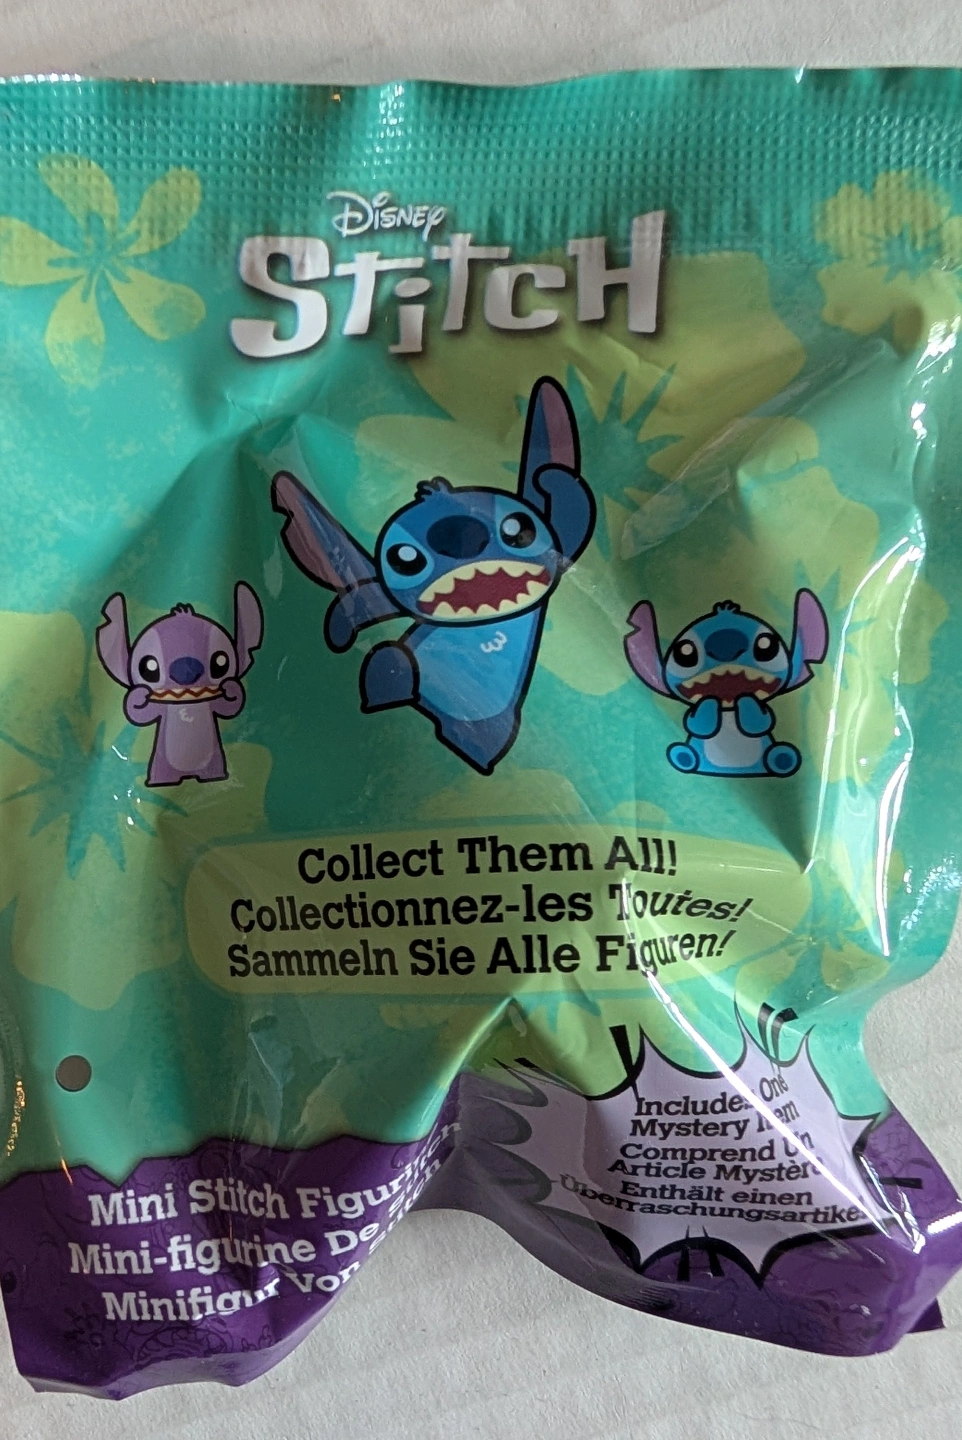 Disney
Stitch
Collect Them All!
Collectionnez-les Toutes!
Sammeln Sie Alle Figuren!
Includes One
Mystery Item
Comprend Un
Article Mystère
Enthält einen
Überraschungsartikel
Mini Stitch
Mini-figurine De
Minifigur Von